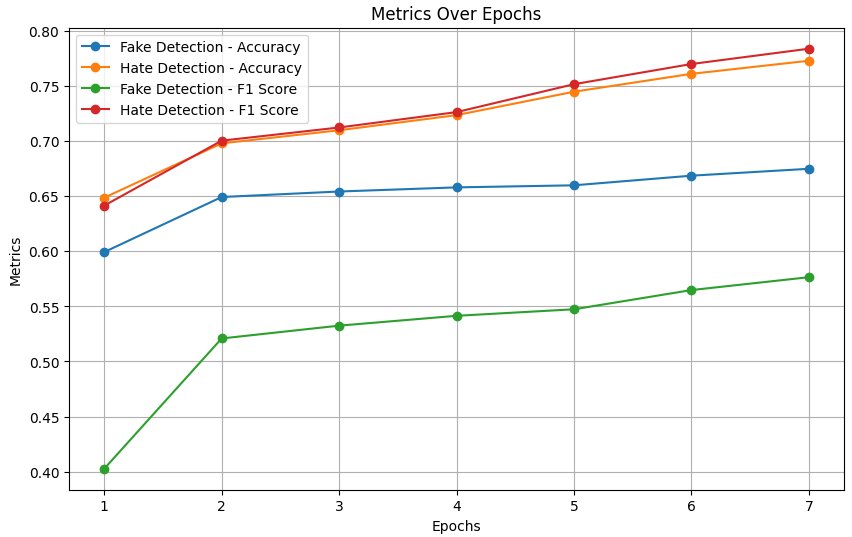 Metrics Over Epochs
Fake Detection - Accuracy
Hate Detection - Accuracy
Fake Detection - F1 Score
Hate Detection - F1 Score
0.80
0.75
0.70
0.65
0.60
0.55
0.50
0.45
0.40
Metrics
1 2 3 4 5 6 7
Epochs